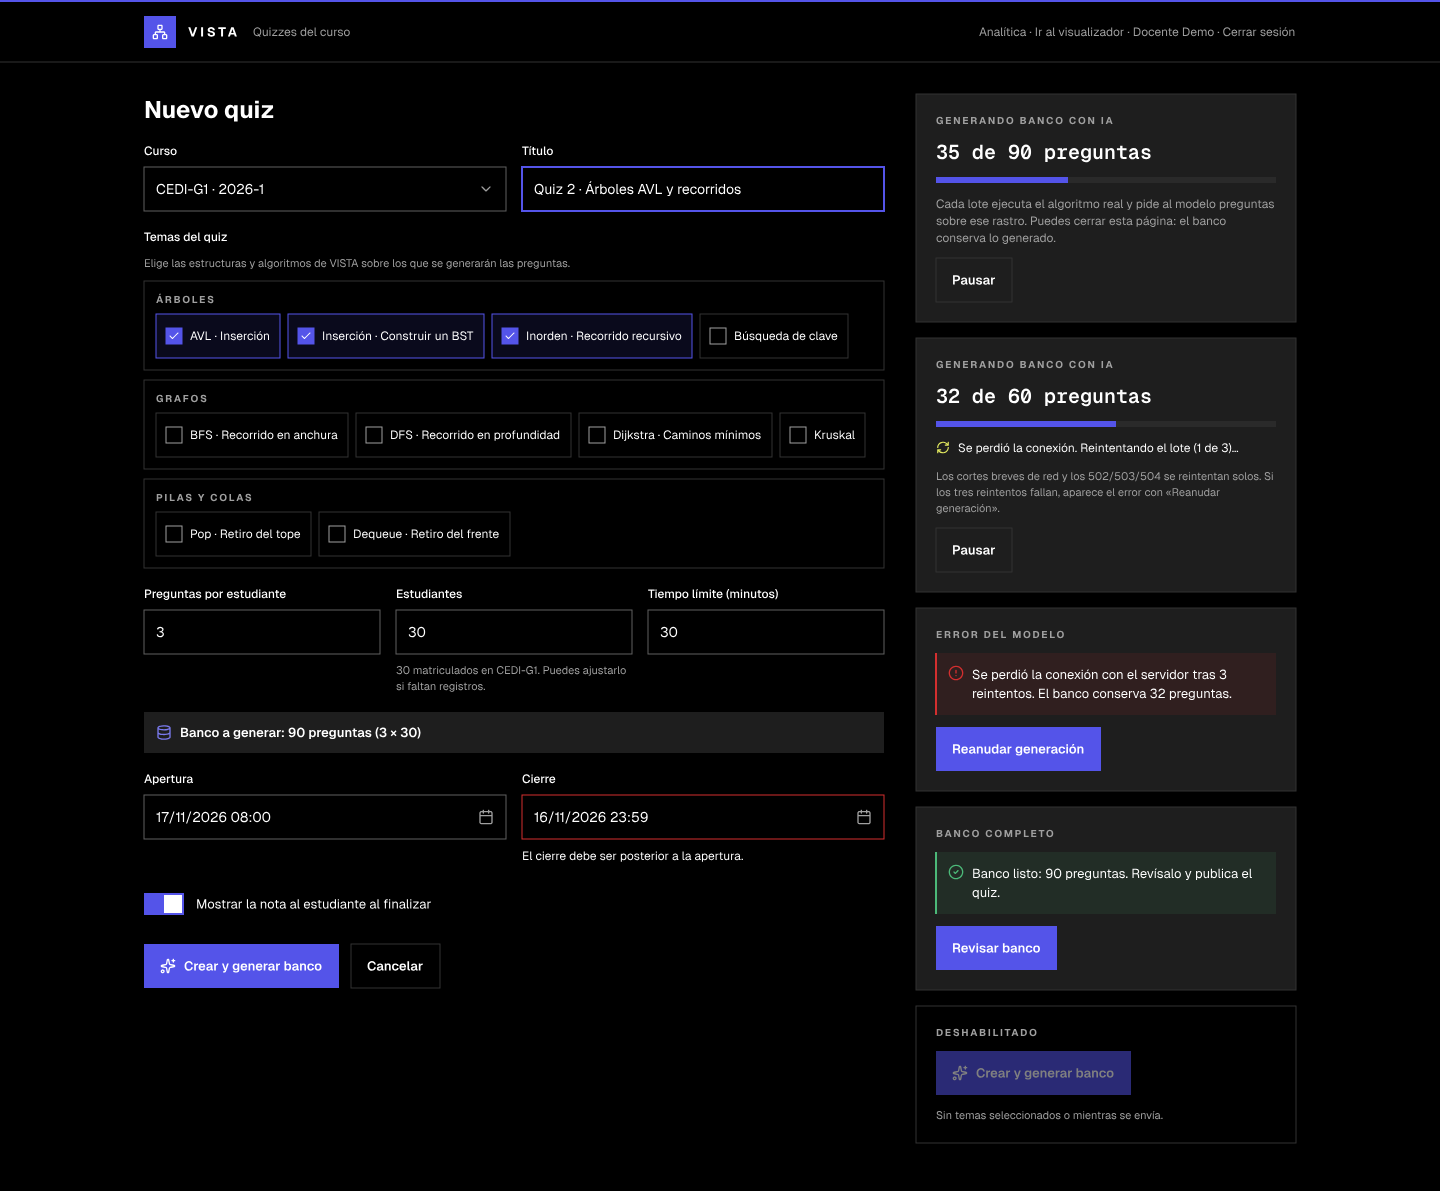 VISTA Quizzes del curso
Analítica · Ir al visualizador · Docente Demo · Cerrar sesión
Nuevo quiz
Curso
CEDI-G1 · 2026-1
Título
Quiz 2 · Árboles AVL y recorridos
Temas del quiz
Elige las estructuras y algoritmos de VISTA sobre los que se generarán las preguntas.
ÁRBOLES
AVL · Inserción
Inserción · Construir un BST
Inorden · Recorrido recursivo
Búsqueda de clave
GRAFOS
BFS · Recorrido en anchura
DFS · Recorrido en profundidad
Dijkstra · Caminos mínimos
Kruskal
PILAS Y COLAS
Pop · Retiro del tope
Dequeue · Retiro del frente
Preguntas por estudiante
3
Estudiantes
30
30 matriculados en CEDI-G1. Puedes ajustarlo
si faltan registros.
Tiempo límite (minutos)
30
Banco a generar: 90 preguntas (3 × 30)
Apertura
17/11/2026 08:00
Cierre
16/11/2026 23:59
El cierre debe ser posterior a la apertura.
Mostrar la nota al estudiante al finalizar
Crear y generar banco
Cancelar
GENERANDO BANCO CON IA
35 de 90 preguntas
Cada lote ejecuta el algoritmo real y pide al modelo preguntas
sobre ese rastro. Puedes cerrar esta página: el banco
conserva lo generado.
Pausar
GENERANDO BANCO CON IA
32 de 60 preguntas
Se perdió la conexión. Reintentando el lote (1 de 3)…
Los cortes breves de red y los 502/503/504 se reintentan solos. Si
los tres reintentos fallan, aparece el error con «Reanudar
generación».
Pausar
ERROR DEL MODELO
Se perdió la conexión con el servidor tras 3
reintentos. El banco conserva 32 preguntas.
Reanudar generación
BANCO COMPLETO
Banco listo: 90 preguntas. Revísalo y publica el
quiz.
Revisar banco
DESHABILITADO
Crear y generar banco
Sin temas seleccionados o mientras se envía.